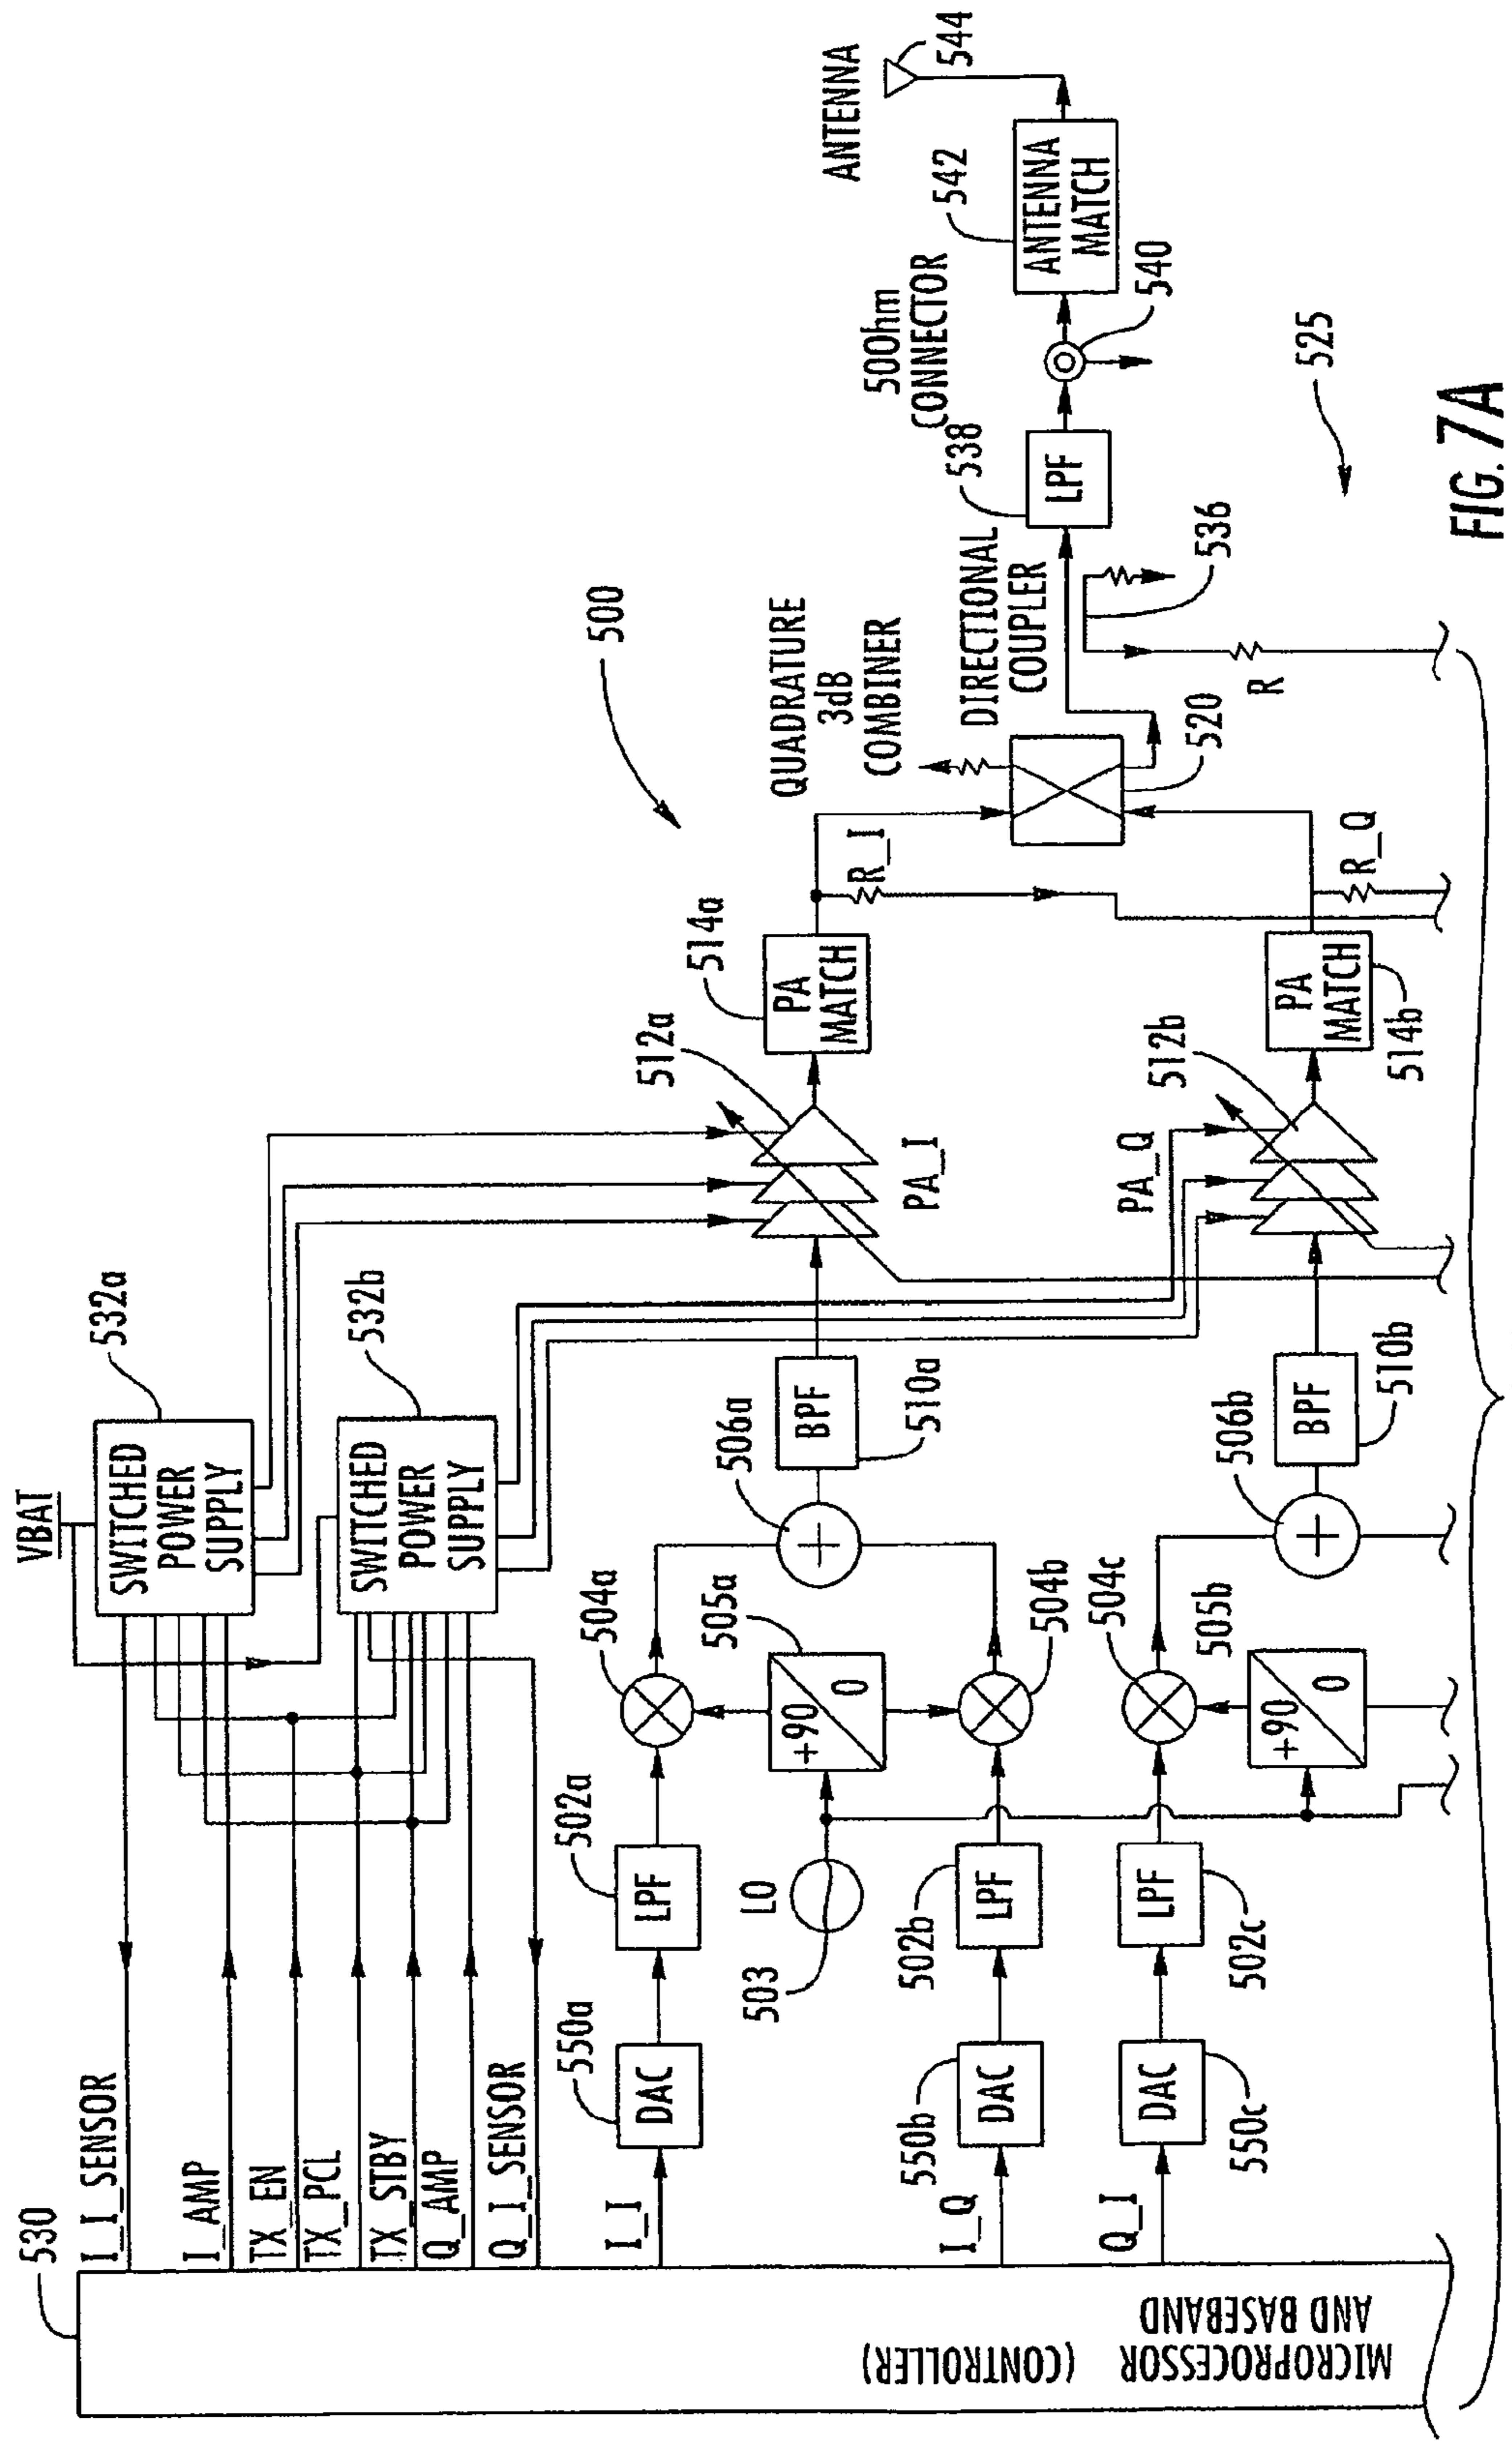 530
I_I_SENSOR
I_AMP
TX_EN
TX_PCL
TX_STBY
Q_AMP
Q_I_SENSOR
I_I
I_Q
Q_I
MICROPROCESSOR
(CONTROLLER)
AND BASEBAND
VBAT
532a
SWITCHED
POWER
SUPPLY
532b
SWITCHED
POWER
SUPPLY
550a
DAC
502a
LPF
504a
503
LO
+90
0
505a
506a
BPF
510a
550b
DAC
502b
LPF
504b
550c
DAC
502c
LPF
504c
+90
0
505b
506b
BPF
510b
512a
PA_I
514a
PA
MATCH
R_I
512b
PA_Q
PA
MATCH
514b
R_Q
500
QUADRATURE
3dB
COMBINER
520
DIRECTIONAL
COUPLER
R
536
538
LPF
500hm
CONNECTOR
540
542
ANTENNA
MATCH
ANTENNA
544
525
FIG. 7A